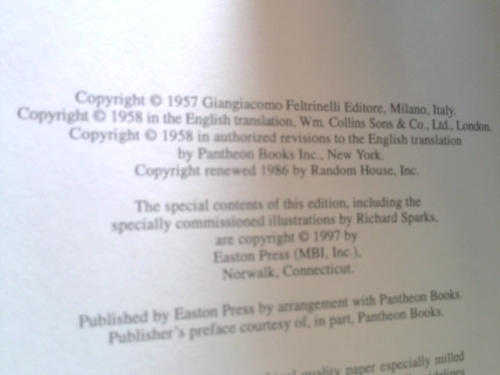 Copyright © 1957 Giangiacomo Feltrinelli Editore, Milano, Italy.
Copyright © 1958 in the English translation, Wm. Collins Sons & Co., Ltd., London.
Copyright © 1958 in authorized revisions to the English translation
by Pantheon Books Inc., New York.
Copyright renewed 1986 by Random House, Inc.
The special contents of this edition, including the
specially commissioned illustrations by Richard Sparks,
are copyright © 1997 by
Easton Press (MBI, Inc.),
Norwalk, Connecticut.
Published by Easton Press by arrangement with Pantheon Books.
Publisher's preface courtesy of, in part, Pantheon Books.
quality paper especially milled